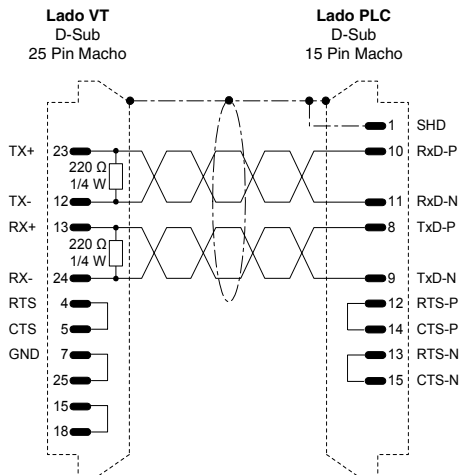 Lado VT
D-Sub
25 Pin Macho
Lado PLC
D-Sub
15 Pin Macho
1 SHD
TX+ 23
10 RxD-P
220 Ω
1/4 W
TX- 12
11 RxD-N
RX+ 13
8 TxD-P
220 Ω
1/4 W
RX- 24
9 TxD-N
RTS 4
12 RTS-P
CTS 5
14 CTS-P
GND 7
13 RTS-N
25
15 CTS-N
15
18